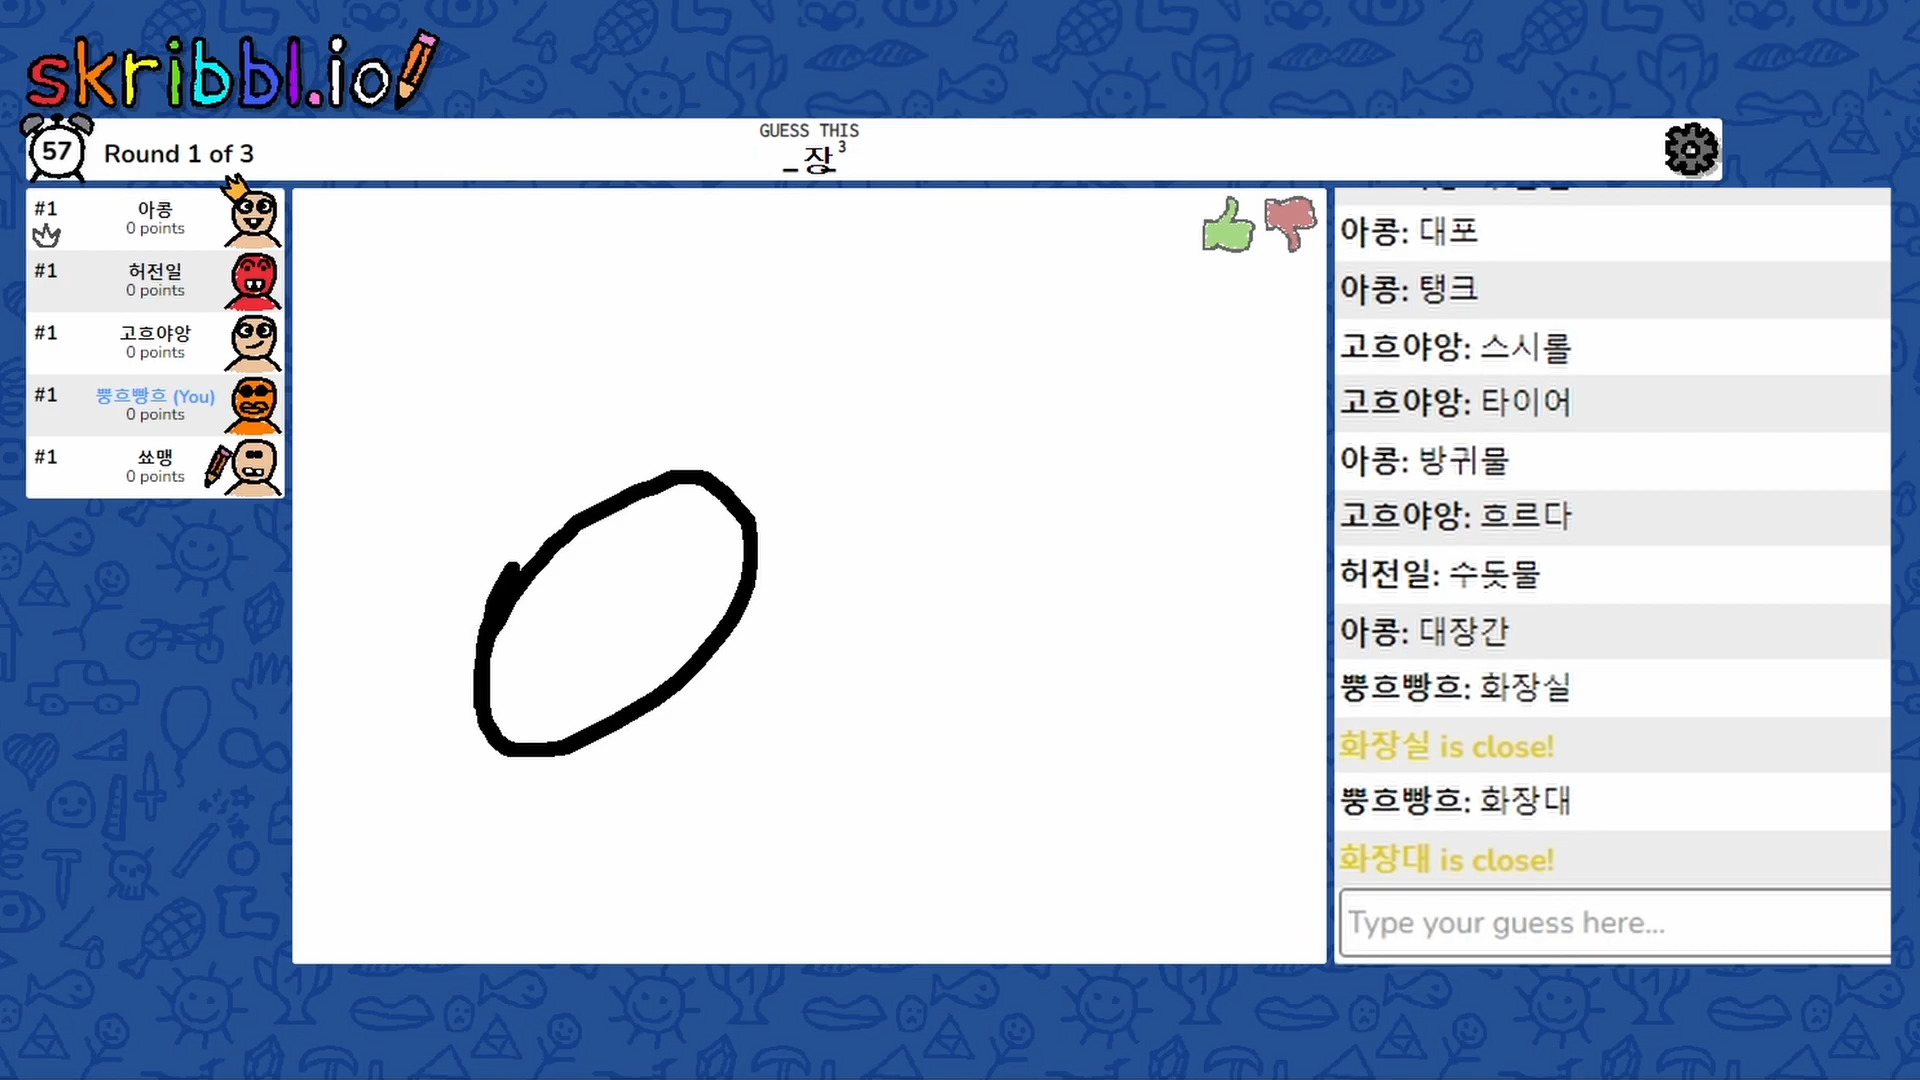 skribbl.io
57
Round 1 of 3
GUESS THIS
_장_ 3
#1
아콩
0 points
#1
허전일
0 points
#1
고흐야앙
0 points
#1
뿡흐빵흐 (You)
0 points
#1
쑈맹
0 points
아콩: 대포
아콩: 탱크
고흐야앙: 스시롤
고흐야앙: 타이어
아콩: 방귀물
고흐야앙: 흐르다
허전일: 수돗물
아콩: 대장간
뿡흐빵흐: 화장실
화장실 is close!
뿡흐빵흐: 화장대
화장대 is close!
Type your guess here...